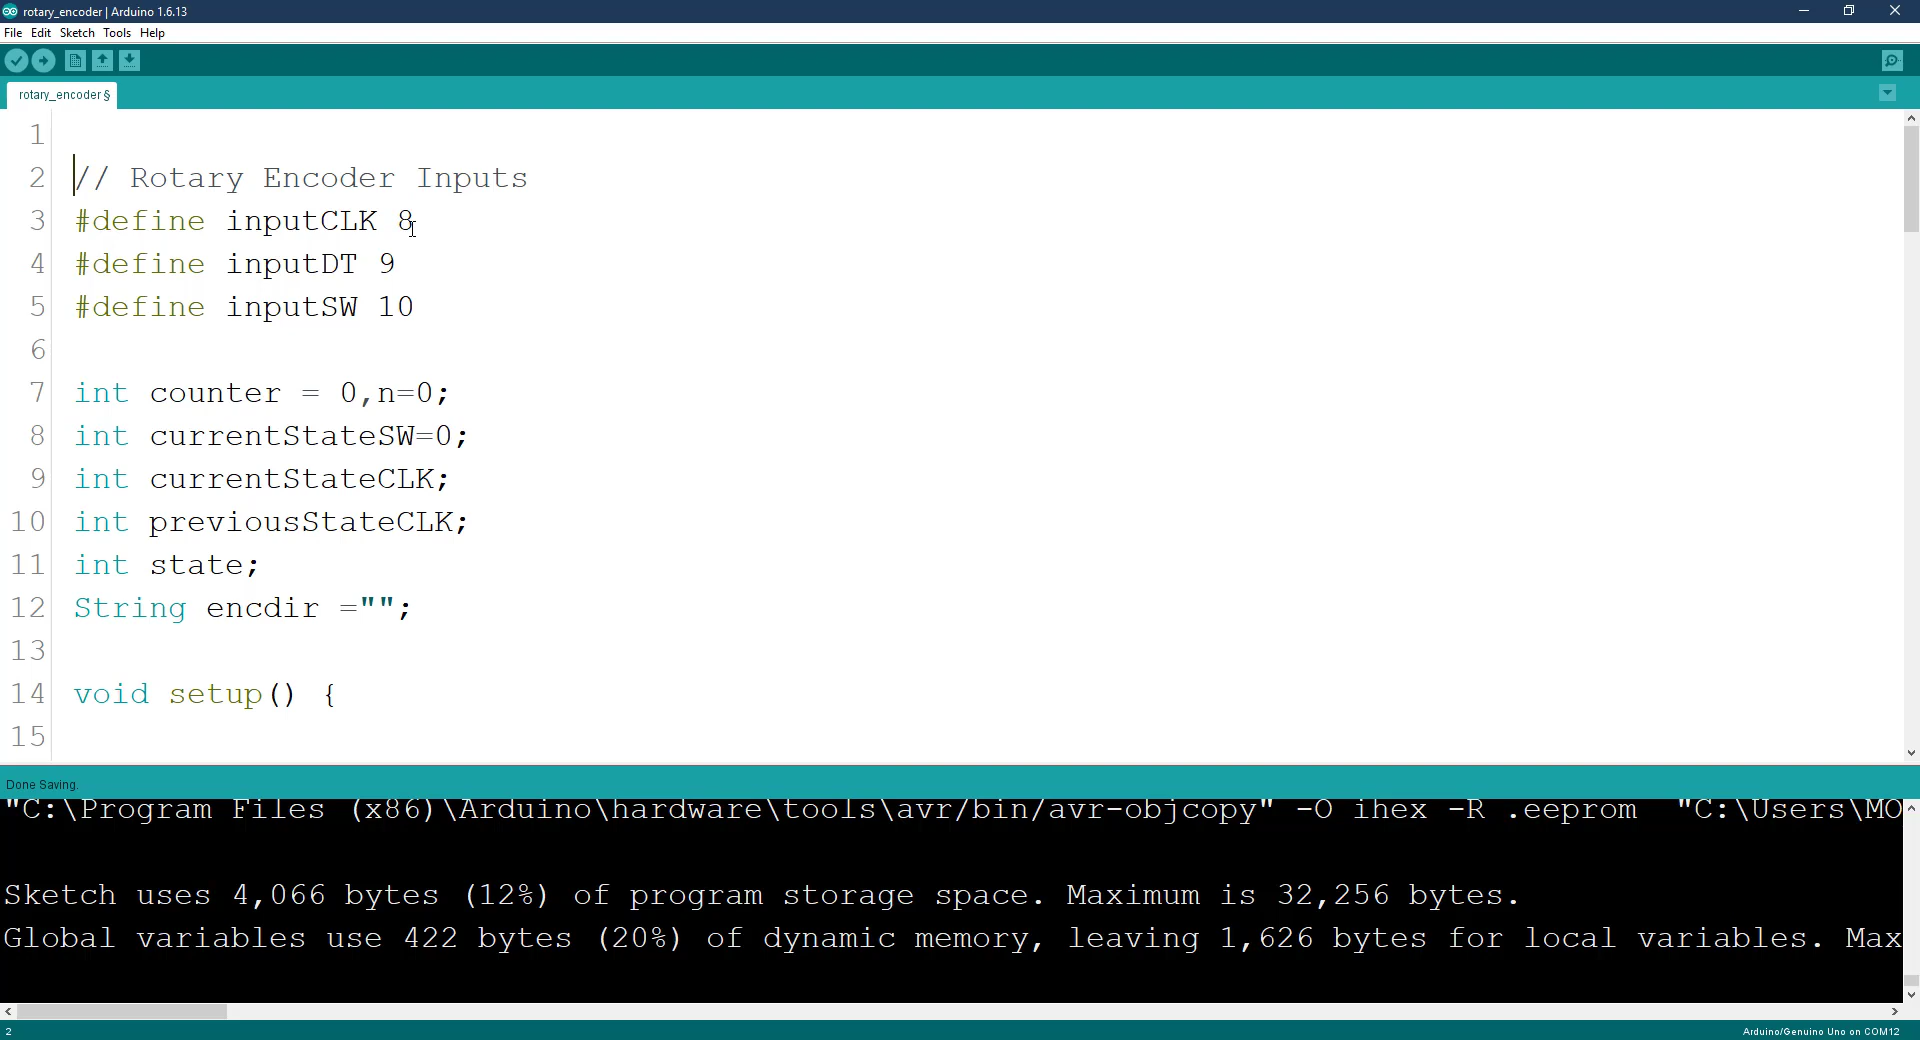 rotary_encoder | Arduino 1.6.13
File Edit Sketch Tools Help
rotary_encoder §
1
2 // Rotary Encoder Inputs
3 #define inputCLK 8
4 #define inputDT 9
5 #define inputSW 10
6
7 int counter = 0,n=0;
8 int currentStateSW=0;
9 int currentStateCLK;
10 int previousStateCLK;
11 int state;
12 String encdir ="";
13
14 void setup() {
15
Done Saving.
"C:\Program Files (x86)\Arduino\hardware\tools\avr/bin/avr-objcopy" -O ihex -R .eeprom  "C:\Users\MO
Sketch uses 4,066 bytes (12%) of program storage space. Maximum is 32,256 bytes.
Global variables use 422 bytes (20%) of dynamic memory, leaving 1,626 bytes for local variables. Max
2
Arduino/Genuino Uno on COM12